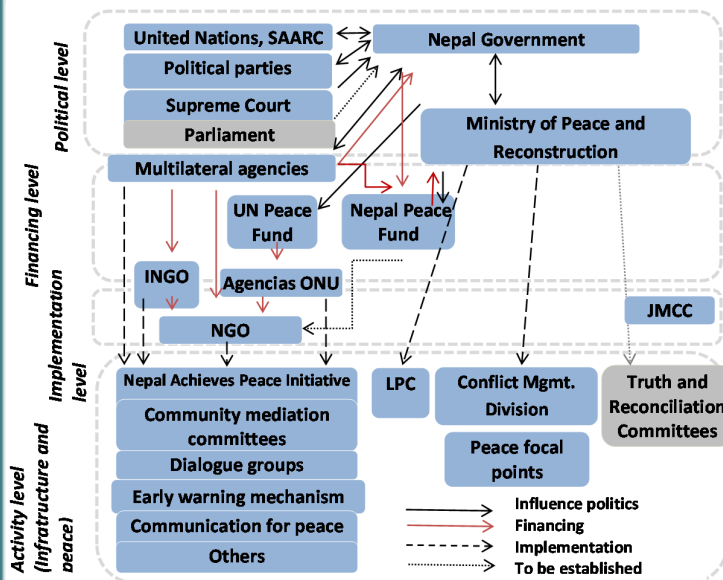 Political level
United Nations, SAARC
Nepal Government
Political parties
Supreme Court
Parliament
Ministry of Peace and
Reconstruction
Multilateral agencies
Financing level
UN Peace
Fund
Nepal Peace
Fund
INGO
Agencias ONU
Implementation
level
NGO
JMCC
Activity level
(Infratructure and
peace)
Nepal Achieves Peace Initiative
LPC
Conflict Mgmt.
Division
Truth and
Reconciliation
Committees
Community mediation
committees
Peace focal
points
Dialogue groups
Early warning mechanism
Communication for peace
Others
Influence politics
Financing
Implementation
To be established